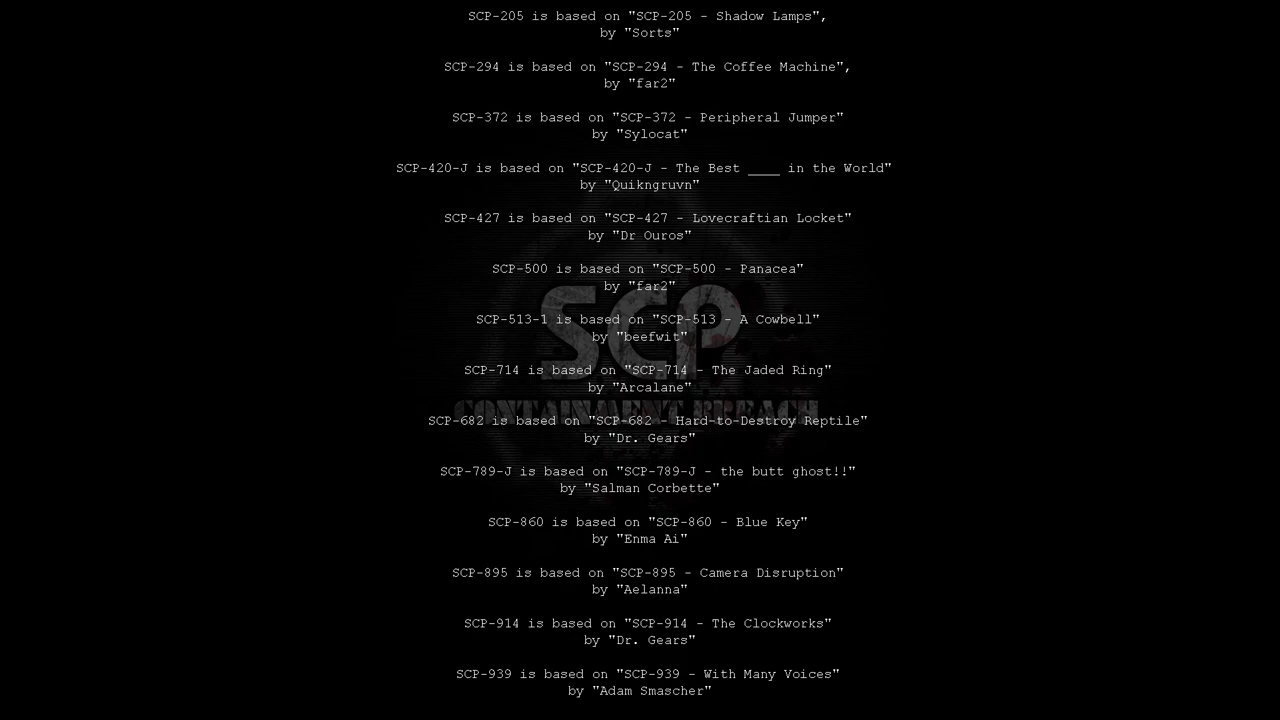 SCP-205 is based on "SCP-205 - Shadow Lamps",
by "Sorts"
SCP-294 is based on "SCP-294 - The Coffee Machine",
by "far2"
SCP-372 is based on "SCP-372 - Peripheral Jumper"
by "Sylocat"
SCP-420-J is based on "SCP-420-J - The Best ____ in the World"
by "Quikngruvn"
SCP-427 is based on "SCP-427 - Lovecraftian Locket"
by "Dr Ouros"
SCP-500 is based on "SCP-500 - Panacea"
by "far2"
SCP
SCP-513-1 is based on "SCP-513 - A Cowbell"
by "beefwit"
SCP-714 is based on "SCP-714 - The Jaded Ring"
by "Arcalane"
CONTAINMENT BREACH
SCP-682 is based on "SCP-682 - Hard-to-Destroy Reptile"
by "Dr. Gears"
SCP-789-J is based on "SCP-789-J - the butt ghost!!"
by "Salman Corbette"
SCP-860 is based on "SCP-860 - Blue Key"
by "Enma Ai"
SCP-895 is based on "SCP-895 - Camera Disruption"
by "Aelanna"
SCP-914 is based on "SCP-914 - The Clockworks"
by "Dr. Gears"
SCP-939 is based on "SCP-939 - With Many Voices"
by "Adam Smascher"